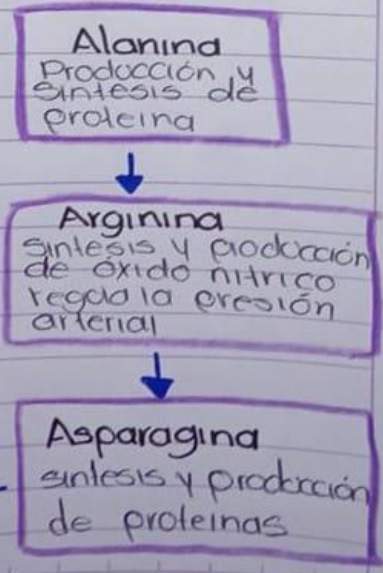 Alanina
Producción y
síntesis de
proteina
Arginina
síntesis y producción
de óxido nítrico
regula la presión
arterial
Asparagina
síntesis y producción
de proteínas